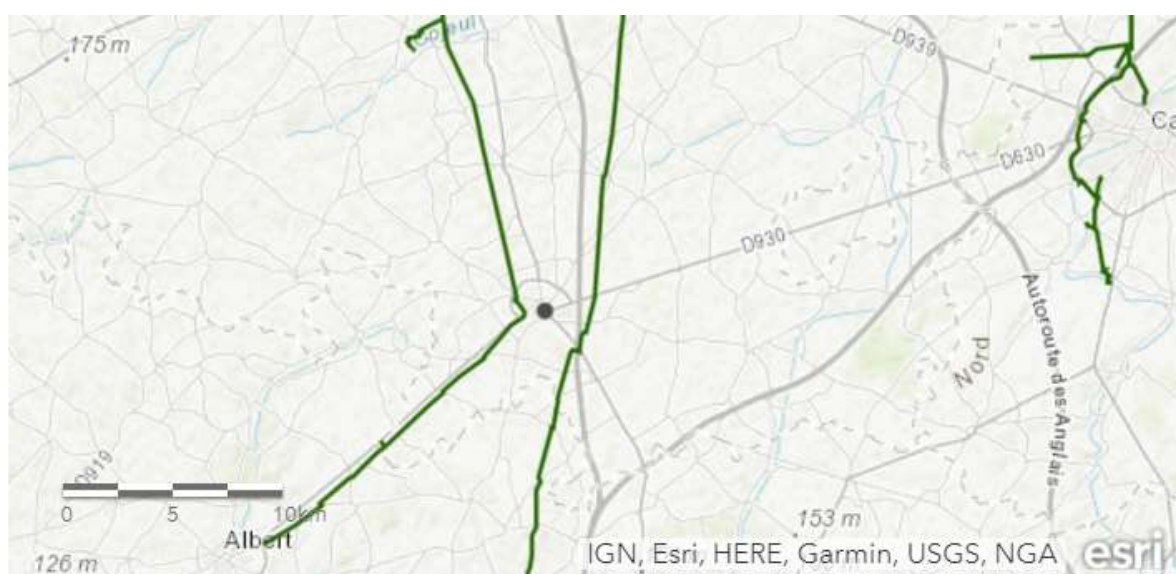 175 m
D939
Ca
D630
D930
Autoroute des Anglais
Nord
D919
0 5 10km
Albert
153 m
126 m
IGN, Esri, HERE, Garmin, USGS, NGA
esri